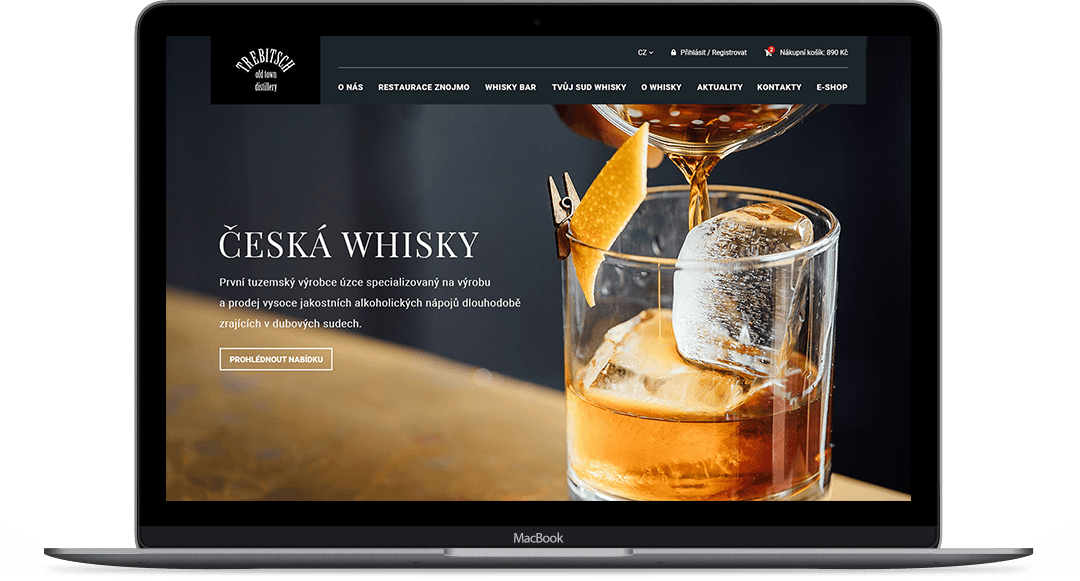 TREBITSCH
old town
distillery
CZ
Přihlásit / Registrovat
2
Nákupní košík: 890 Kč
O NÁS RESTAURACE ZNOJMO WHISKY BAR TVŮJ SUD WHISKY O WHISKY AKTUALITY KONTAKTY E-SHOP
ČESKÁ WHISKY
První tuzemský výrobce úzce specializovaný na výrobu
a prodej vysoce jakostních alkoholických nápojů dlouhodobě
zrajících v dubových sudech.
PROHLÉDNOUT NABÍDKU
MacBook